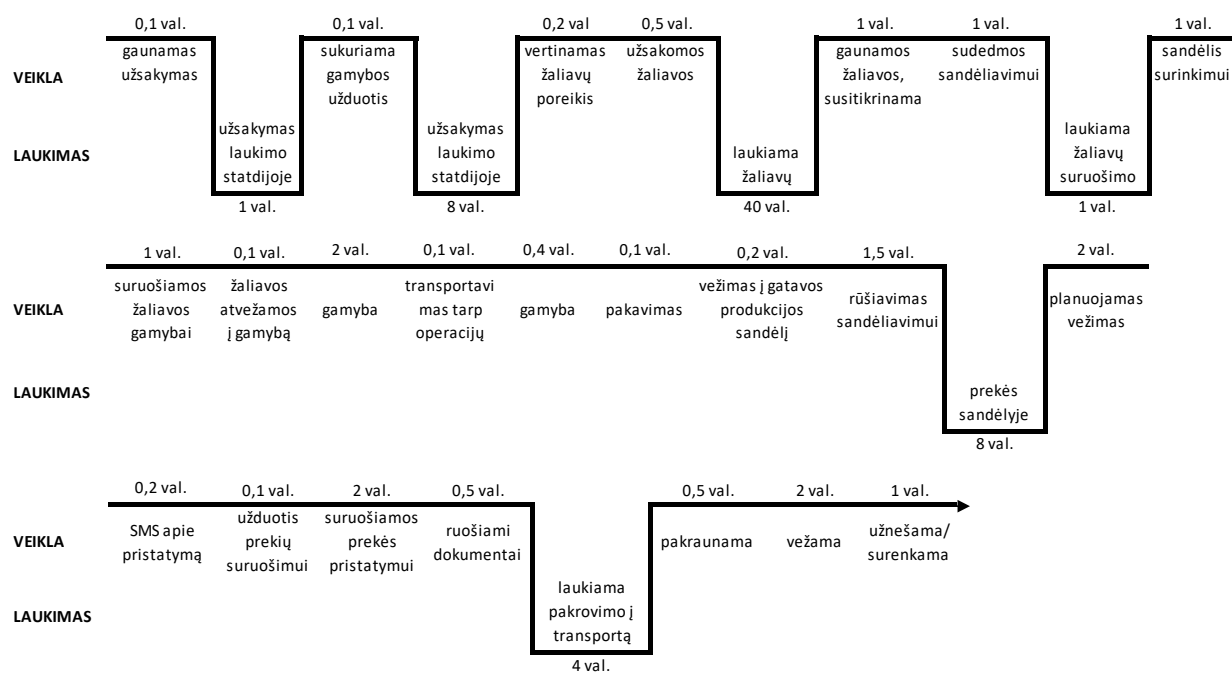 0,1 val.
0,1 val.
0,2 val
0,5 val.
1 val.
1 val.
1 val.
VEIKLA
gaunamas
užsakymas
sukuriama
gamybos
užduotis
vertinamas
žaliavų
poreikis
užsakomos
žaliavos
gaunamos
žaliavos,
susitikrinama
sudedmos
sandėliavimui
sandėlis
surinkimui
LAUKIMAS
užsakymas
laukimo
statdijoje
užsakymas
laukimo
statdijoje
laukiama
žaliavų
laukiama
žaliavų
suruošimo
1 val.
8 val.
40 val.
1 val.
1 val.
0,1 val.
2 val.
0,1 val.
0,4 val.
0,1 val.
0,2 val.
1,5 val.
2 val.
VEIKLA
suruošiamos
žaliavos
gamybai
žaliavos
atvežamos
į gamybą
gamyba
transportavi
mas tarp
operacijų
gamyba
pakavimas
vežimas į gatavos
produkcijos
sandėlį
rūšiavimas
sandėliavimui
planuojamas
vežimas
LAUKIMAS
prekės
sandėlyje
8 val.
0,2 val.
0,1 val.
2 val.
0,5 val.
0,5 val.
2 val.
1 val.
VEIKLA
SMS apie
pristatymą
užduotis
prekių
suruošimui
suruošiamos
prekės
pristatymui
ruošiami
dokumentai
pakraunama
vežama
užnešama/
surenkama
LAUKIMAS
laukiama
pakrovimo į
transportą
4 val.